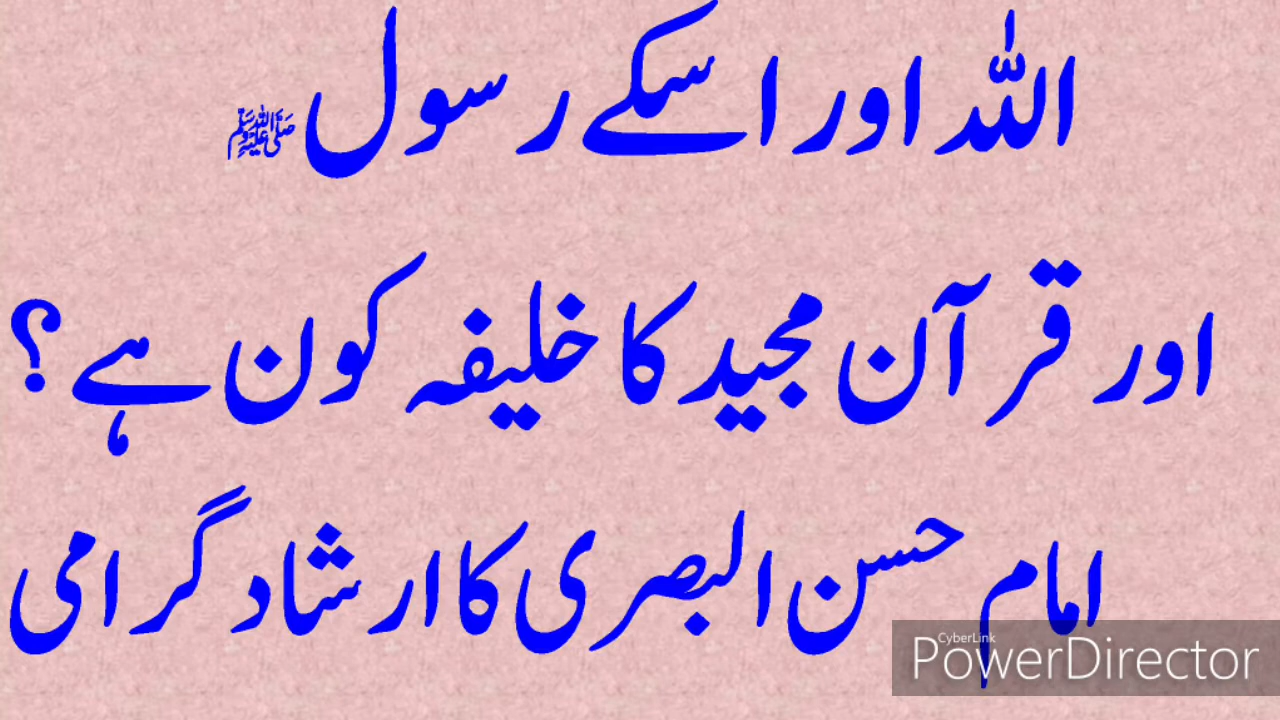 اللہ اور اسکے رسول ﷺ
اور قرآن مجید کا خلیفہ کون ہے؟
امام حسن البصری کا ارشاد گرامی
CyberLink
PowerDirector